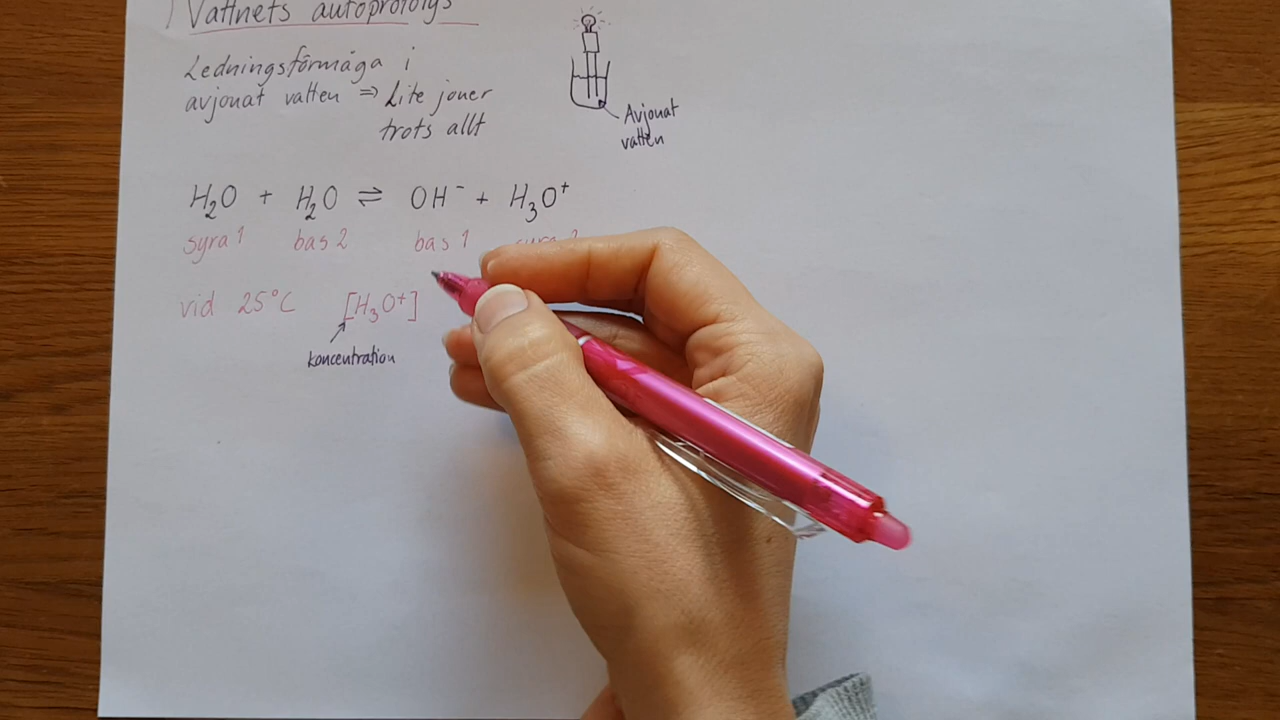 Vattnets autoprotolys
Ledningsförmåga i
avjonat vatten ⇒ Lite joner
trots allt
Avjonat
vatten
H₂O + H₂O ⇌ OH⁻ + H₃O⁺
syra 1 bas 2 bas 1
vid 25°C [H₃O⁺]
koncentration